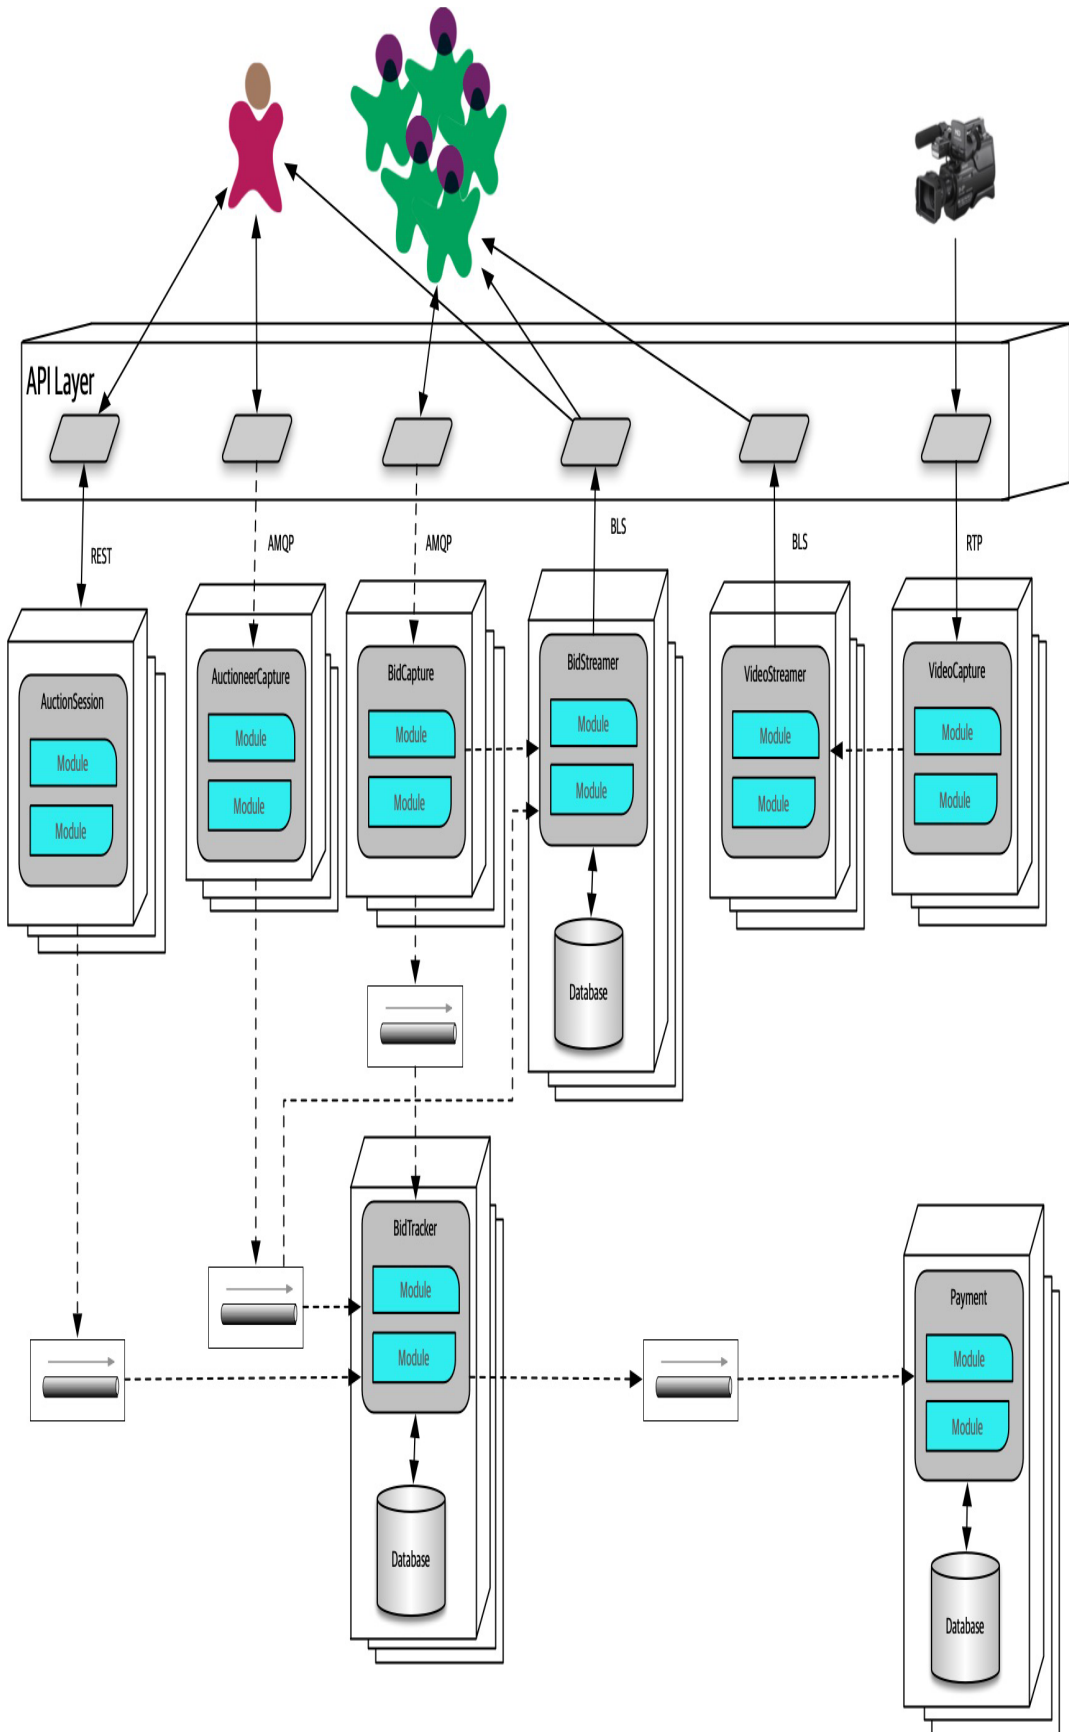 API Layer
REST
AMQP
AMQP
BLS
BLS
RTP
AuctionSession
Module
Module
AuctioneerCapture
Module
Module
BidCapture
Module
Module
BidStreamer
Module
Module
Database
VideoStreamer
Module
Module
VideoCapture
Module
Module
BidTracker
Module
Module
Database
Payment
Module
Module
Database